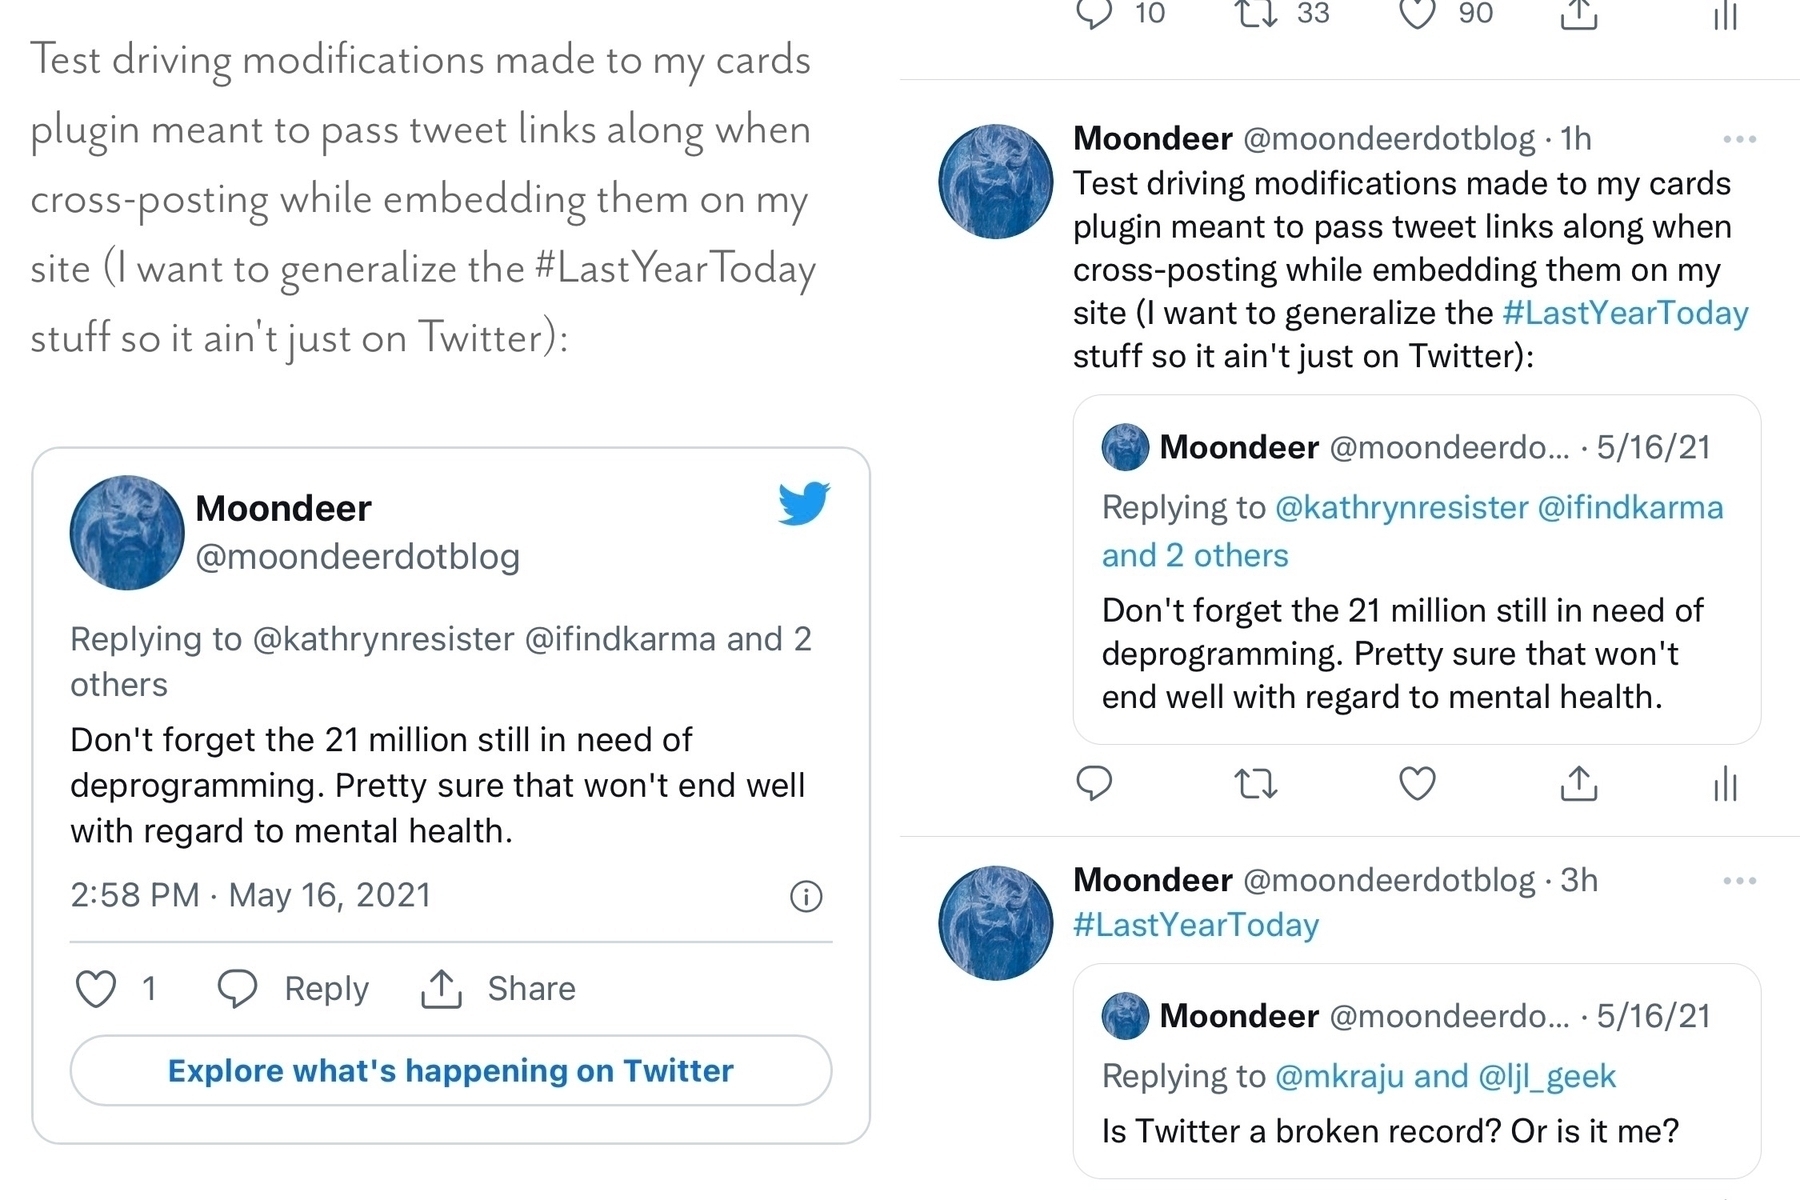 Test driving modifications made to my cards
plugin meant to pass tweet links along when
cross-posting while embedding them on my
site (I want to generalize the #LastYearToday
stuff so it ain't just on Twitter):
Moondeer
@moondeerdotblog
Replying to @kathrynresister @ifindkarma and 2
others
Don't forget the 21 million still in need of
deprogramming. Pretty sure that won't end well
with regard to mental health.
2:58 PM · May 16, 2021
1 Reply Share
Explore what's happening on Twitter
10 33 90
Moondeer @moondeerdotblog · 1h
Test driving modifications made to my cards
plugin meant to pass tweet links along when
cross-posting while embedding them on my
site (I want to generalize the #LastYearToday
stuff so it ain't just on Twitter):
Moondeer @moondeerdo... · 5/16/21
Replying to @kathrynresister @ifindkarma
and 2 others
Don't forget the 21 million still in need of
deprogramming. Pretty sure that won't
end well with regard to mental health.
Moondeer @moondeerdotblog · 3h
#LastYearToday
Moondeer @moondeerdo... · 5/16/21
Replying to @mkraju and @ljl_geek
Is Twitter a broken record? Or is it me?